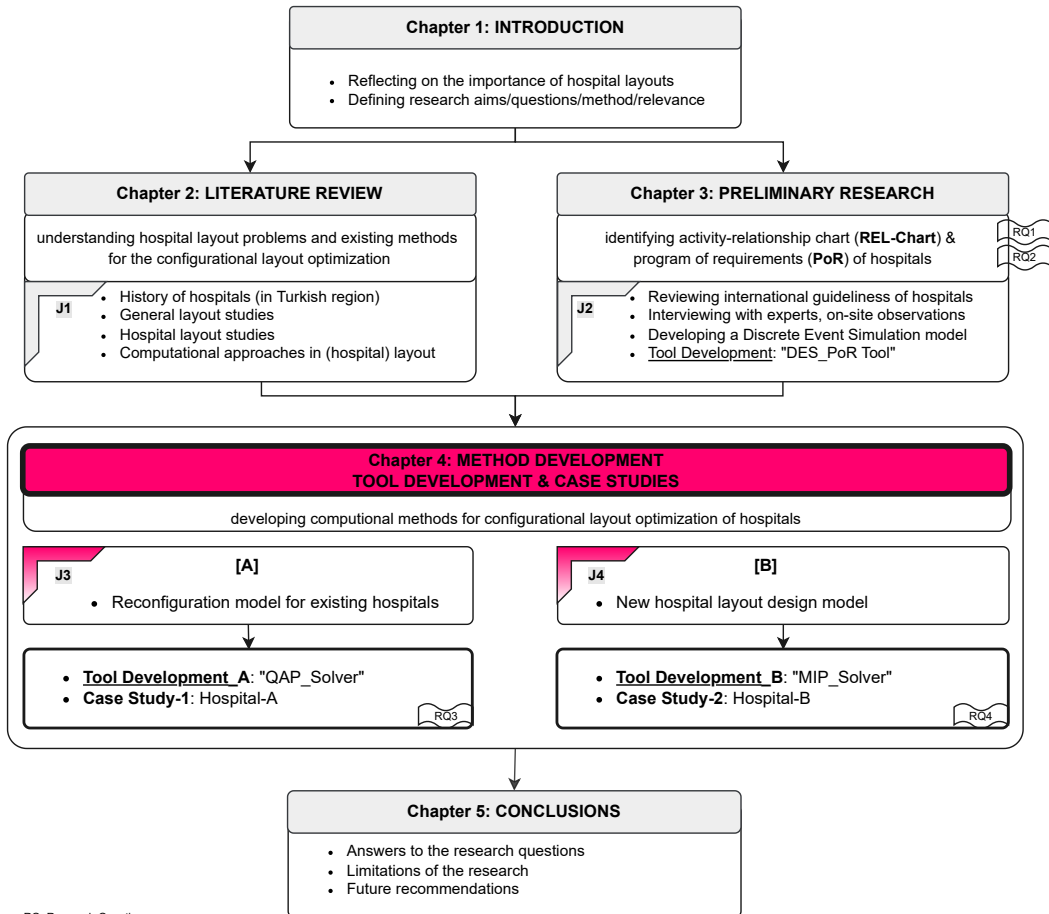 Chapter 1: INTRODUCTION
• Reflecting on the importance of hospital layouts
• Defining research aims/questions/method/relevance
Chapter 2: LITERATURE REVIEW
understanding hospital layout problems and existing methods
for the configurational layout optimization
J1
• History of hospitals (in Turkish region)
• General layout studies
• Hospital layout studies
• Computational approaches in (hospital) layout
Chapter 3: PRELIMINARY RESEARCH
identifying activity-relationship chart (REL-Chart) &
program of requirements (PoR) of hospitals
RQ1
RQ2
J2
• Reviewing international guideliness of hospitals
• Interviewing with experts, on-site observations
• Developing a Discrete Event Simulation model
• Tool Development: "DES_PoR Tool"
Chapter 4: METHOD DEVELOPMENT
TOOL DEVELOPMENT & CASE STUDIES
developing computional methods for configurational layout optimization of hospitals
J3
[A]
• Reconfiguration model for existing hospitals
• Tool Development_A: "QAP_Solver"
• Case Study-1: Hospital-A
RQ3
J4
[B]
• New hospital layout design model
• Tool Development_B: "MIP_Solver"
• Case Study-2: Hospital-B
RQ4
Chapter 5: CONCLUSIONS
• Answers to the research questions
• Limitations of the research
• Future recommendations